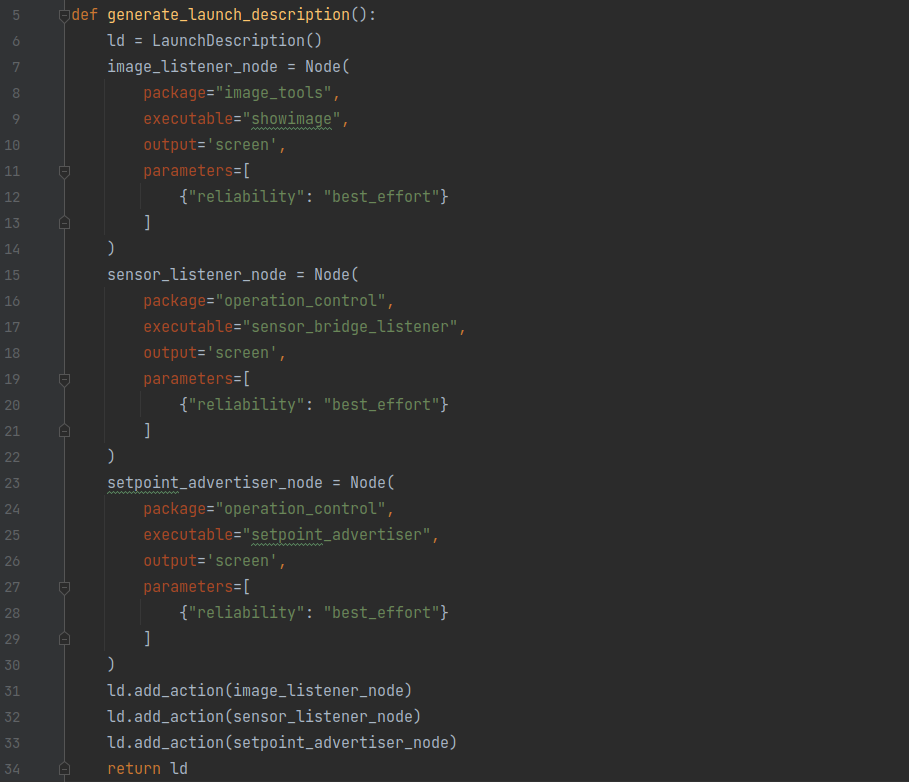 5 def generate_launch_description():
6     ld = LaunchDescription()
7     image_listener_node = Node(
8         package="image_tools",
9         executable="showimage",
10         output='screen',
11         parameters=[
12             {"reliability": "best_effort"}
13         ]
14     )
15     sensor_listener_node = Node(
16         package="operation_control",
17         executable="sensor_bridge_listener",
18         output='screen',
19         parameters=[
20             {"reliability": "best_effort"}
21         ]
22     )
23     setpoint_advertiser_node = Node(
24         package="operation_control",
25         executable="setpoint_advertiser",
26         output='screen',
27         parameters=[
28             {"reliability": "best_effort"}
29         ]
30     )
31     ld.add_action(image_listener_node)
32     ld.add_action(sensor_listener_node)
33     ld.add_action(setpoint_advertiser_node)
34     return ld